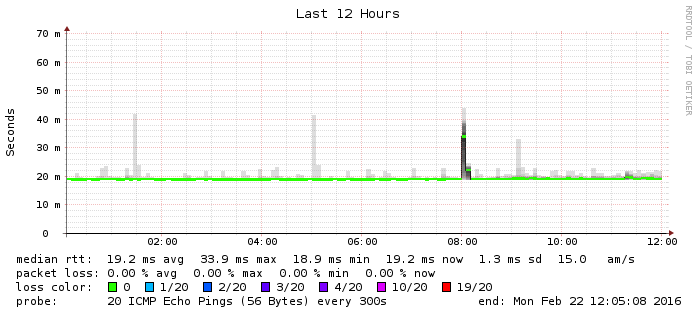 Last 12 Hours
RRDTOOL / TOBI OETIKER
Seconds
70 m
60 m
50 m
40 m
30 m
20 m
10 m
0
02:00 04:00 06:00 08:00 10:00 12:00
median rtt: 19.2 ms avg 33.9 ms max 18.9 ms min 19.2 ms now 1.3 ms sd 15.0 am/s
packet loss: 0.00 % avg 0.00 % max 0.00 % min 0.00 % now
loss color: 0 1/20 2/20 3/20 4/20 10/20 19/20
probe: 20 ICMP Echo Pings (56 Bytes) every 300s end: Mon Feb 22 12:05:08 2016